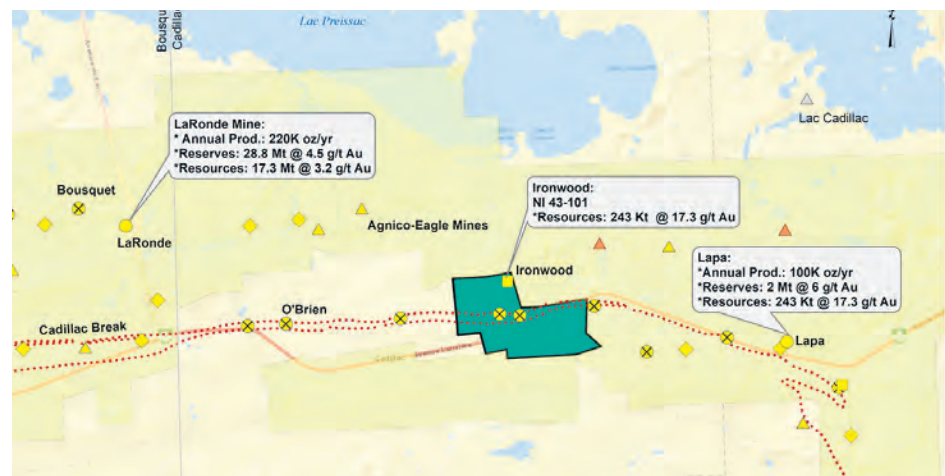 Lac Preissac
Bousquet
Cadillac
Lac Cadillac
LaRonde Mine:
* Annual Prod.: 220K oz/yr
*Reserves: 28.8 Mt @ 4.5 g/t Au
*Resources: 17.3 Mt @ 3.2 g/t Au
Bousquet
LaRonde
Agnico-Eagle Mines
Ironwood:
NI 43-101
*Resources: 243 Kt @ 17.3 g/t Au
Ironwood
Lapa:
*Annual Prod.: 100K oz/yr
*Reserves: 2 Mt @ 6 g/t Au
*Resources: 243 Kt @ 17.3 g/t Au
O'Brien
Cadillac Break
Lapa